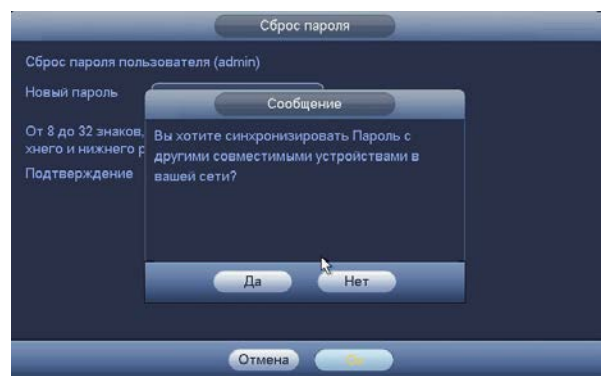 Сброс пароля
Сброс пароля пользователя (admin)
Новый пароль
Сообщение
От 8 до 32 знаков,
хнего и нижнего р
Подтверждение
Вы хотите синхронизировать Пароль с
другими совместимыми устройствами в
вашей сети?
Да
Нет
Отмена